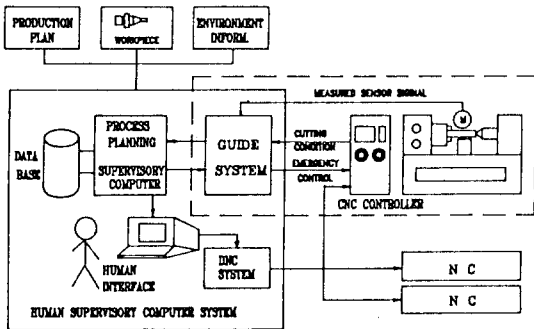 PRODUCTION
PLAN
WORKPIECE
ENVIRONMENT
INFORM.
MEASURED SENSOR SIGNAL
M
PROCESS
PLANNING
SUPERVISORY
COMPUTER
DATA
BASE
GUIDE
SYSTEM
CUTTING
CONDITION
EMERGENCY
CONTROL
CNC CONTROLLER
HUMAN
INTERFACE
DNC
SYSTEM
N C
N C
HUMAN SUPERVISORY COMPUTER SYSTEM